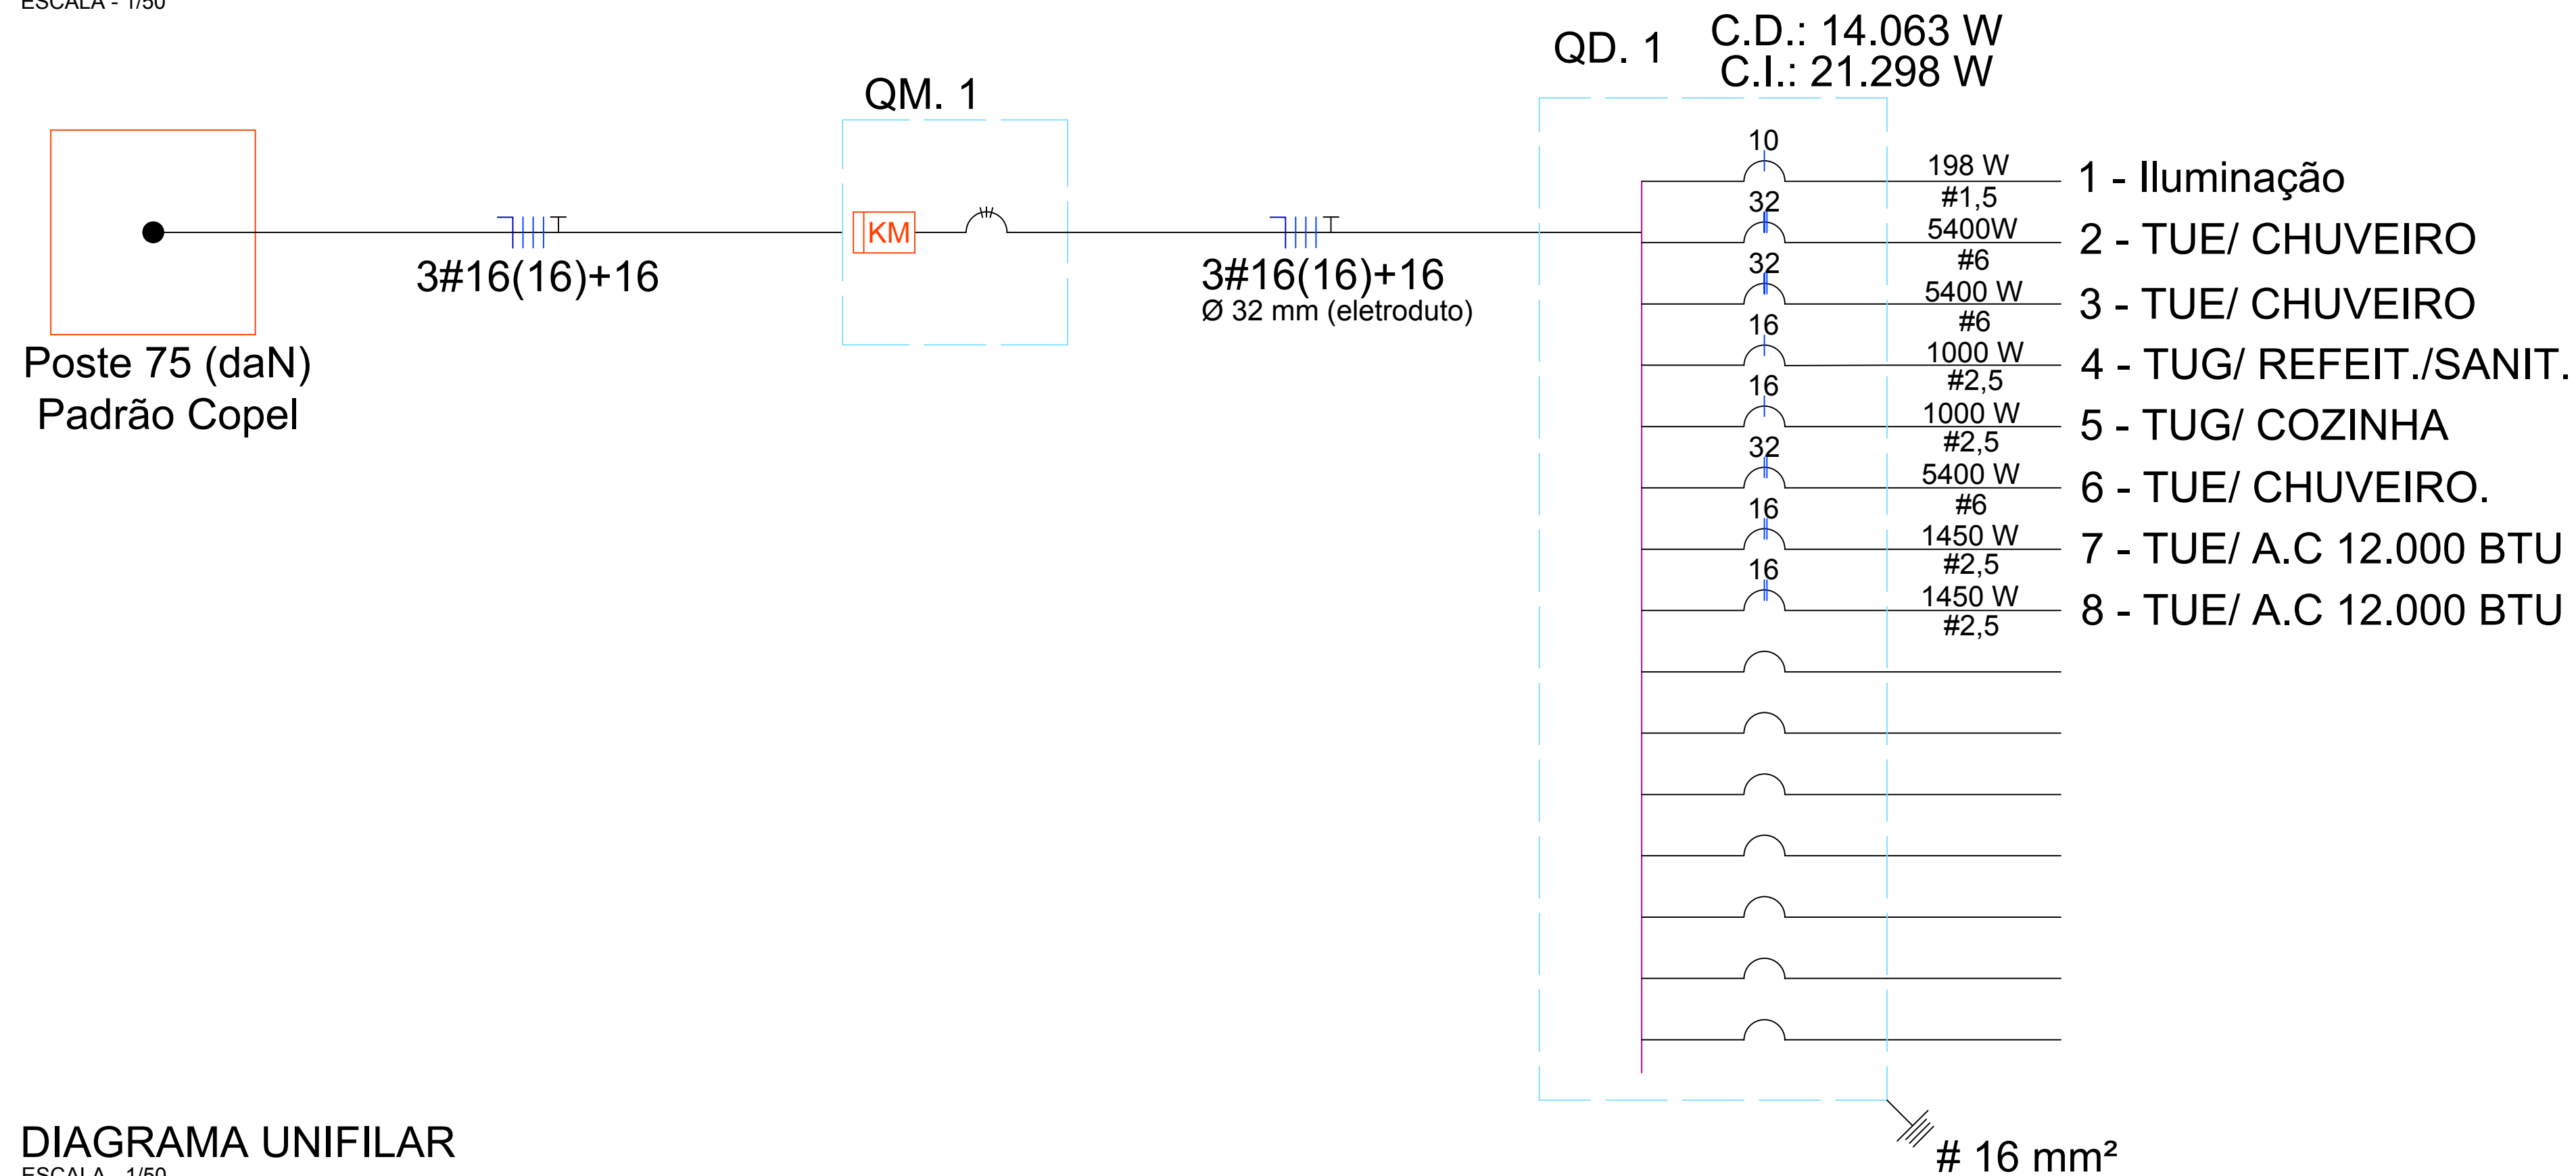 ESCALA - 1/50
QD. 1
C.D.: 14.063 W
C.I.: 21.298 W
QM. 1
KM
3#16(16)+16
3#16(16)+16
Ø 32 mm (eletroduto)
Poste 75 (daN)
Padrão Copel
10
198 W
#1,5
1 - Iluminação
32
5400W
#6
2 - TUE/ CHUVEIRO
32
5400 W
#6
3 - TUE/ CHUVEIRO
16
1000 W
#2,5
4 - TUG/ REFEIT./SANIT.
16
1000 W
#2,5
5 - TUG/ COZINHA
32
5400 W
#6
6 - TUE/ CHUVEIRO.
16
1450 W
#2,5
7 - TUE/ A.C 12.000 BTU
16
1450 W
#2,5
8 - TUE/ A.C 12.000 BTU
# 16 mm²
DIAGRAMA UNIFILAR
ESCALA - 1/50